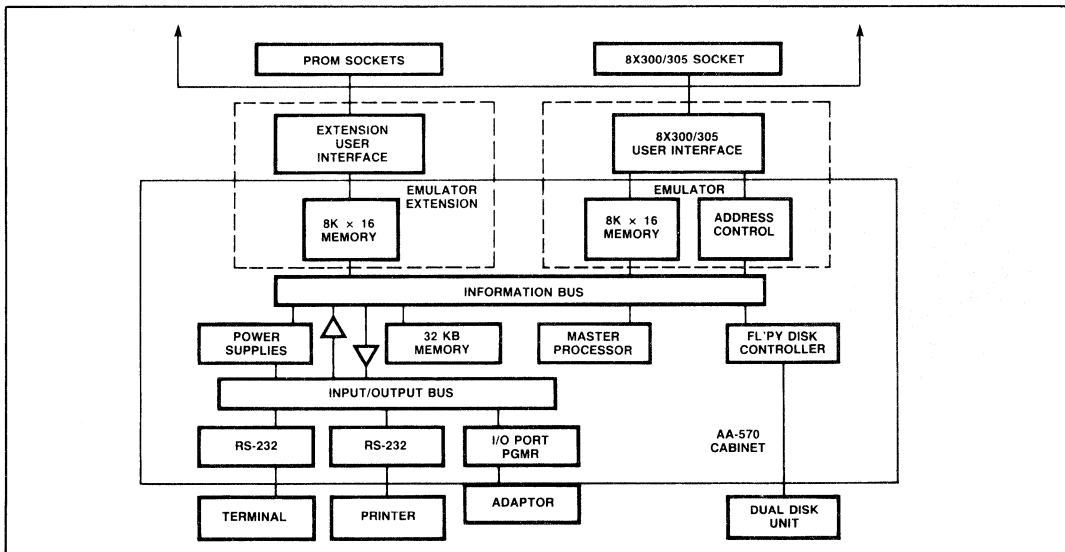 PROM SOCKETS
8X300/305 SOCKET
EXTENSION
USER
INTERFACE
8X300/305
USER INTERFACE
EMULATOR
EXTENSION
EMULATOR
8K × 16
MEMORY
8K × 16
MEMORY
ADDRESS
CONTROL
INFORMATION BUS
POWER
SUPPLIES
32 KB
MEMORY
MASTER
PROCESSOR
FL'PY DISK
CONTROLLER
INPUT/OUTPUT BUS
RS-232
RS-232
I/O PORT
PGMR
AA-570
CABINET
TERMINAL
PRINTER
ADAPTOR
DUAL DISK
UNIT